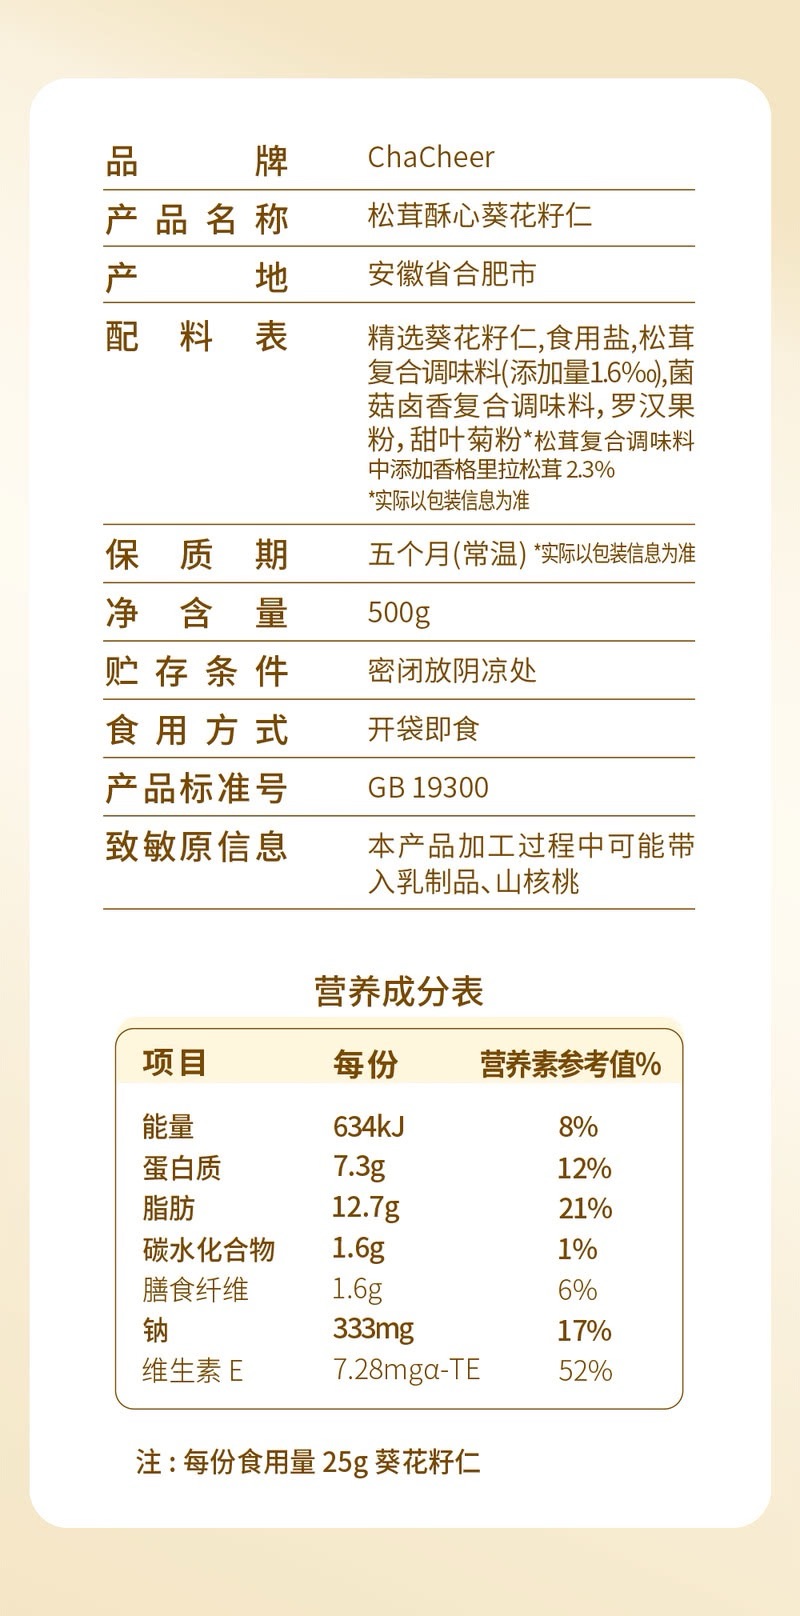 品牌 ChaCheer
产品名称 松茸酥心葵花籽仁
产地 安徽省合肥市
配料表 精选葵花籽仁,食用盐,松茸
复合调味料(添加量1.6‰),菌
菇卤香复合调味料,罗汉果
粉,甜叶菊粉*松茸复合调味料
中添加香格里拉松茸 2.3%
*实际以包装信息为准
保质期 五个月(常温) *实际以包装信息为准
净含量 500g
贮存条件 密闭放阴凉处
食用方式 开袋即食
产品标准号 GB 19300
致敏原信息 本产品加工过程中可能带
入乳制品、山核桃
营养成分表
项目 每份 营养素参考值%
能量 634kJ 8%
蛋白质 7.3g 12%
脂肪 12.7g 21%
碳水化合物 1.6g 1%
膳食纤维 1.6g 6%
钠 333mg 17%
维生素 E 7.28mgα-TE 52%
注 : 每份食用量 25g 葵花籽仁